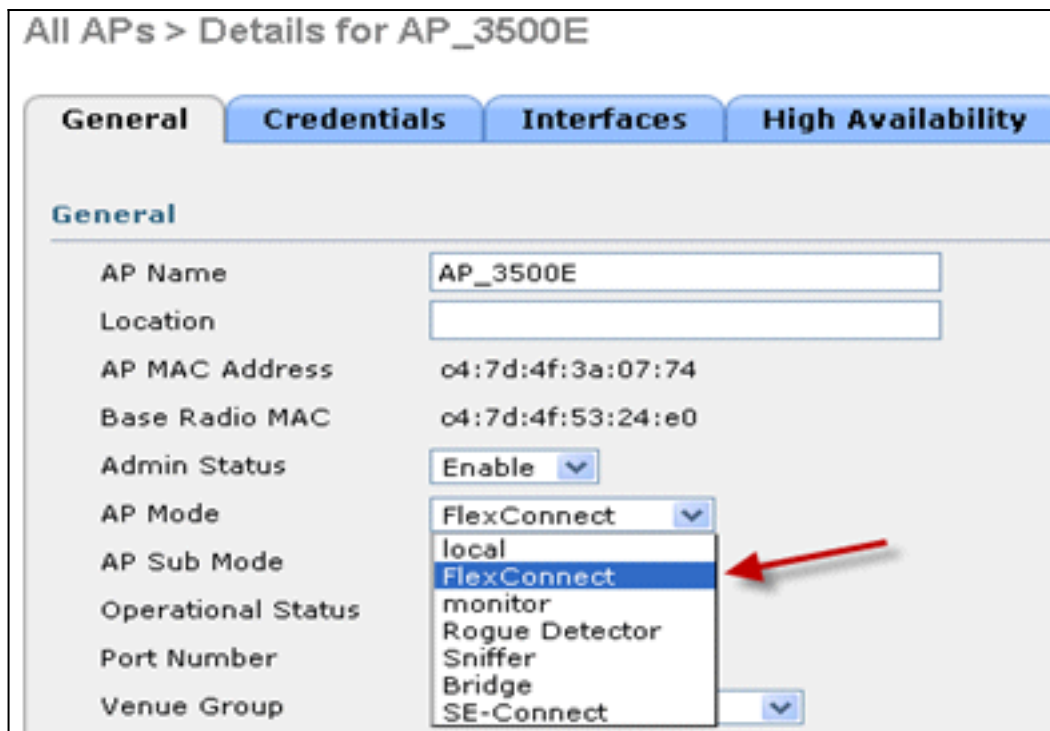 All APs > Details for AP_3500E
General Credentials Interfaces High Availability
General
AP Name AP_3500E
Location
AP MAC Address c4:7d:4f:3a:07:74
Base Radio MAC c4:7d:4f:53:24:e0
Admin Status Enable
AP Mode FlexConnect
local
AP Sub Mode
FlexConnect
monitor
Operational Status
Rogue Detector
Port Number
Sniffer
Bridge
Venue Group
SE-Connect